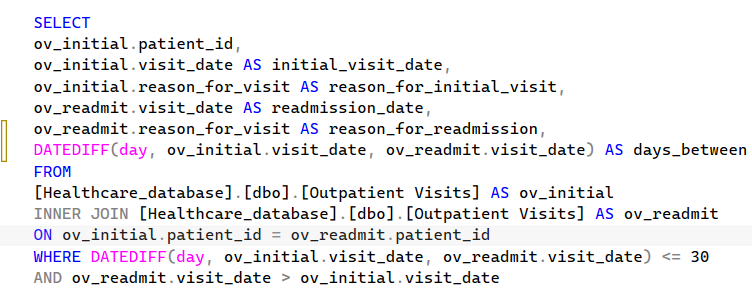 SELECT
ov_initial.patient_id,
ov_initial.visit_date AS initial_visit_date,
ov_initial.reason_for_visit AS reason_for_initial_visit,
ov_readmit.visit_date AS readmission_date,
ov_readmit.reason_for_visit AS reason_for_readmission,
DATEDIFF(day, ov_initial.visit_date, ov_readmit.visit_date) AS days_between
FROM
[Healthcare_database].[dbo].[Outpatient Visits] AS ov_initial
INNER JOIN [Healthcare_database].[dbo].[Outpatient Visits] AS ov_readmit
ON ov_initial.patient_id = ov_readmit.patient_id
WHERE DATEDIFF(day, ov_initial.visit_date, ov_readmit.visit_date) <= 30
AND ov_readmit.visit_date > ov_initial.visit_date